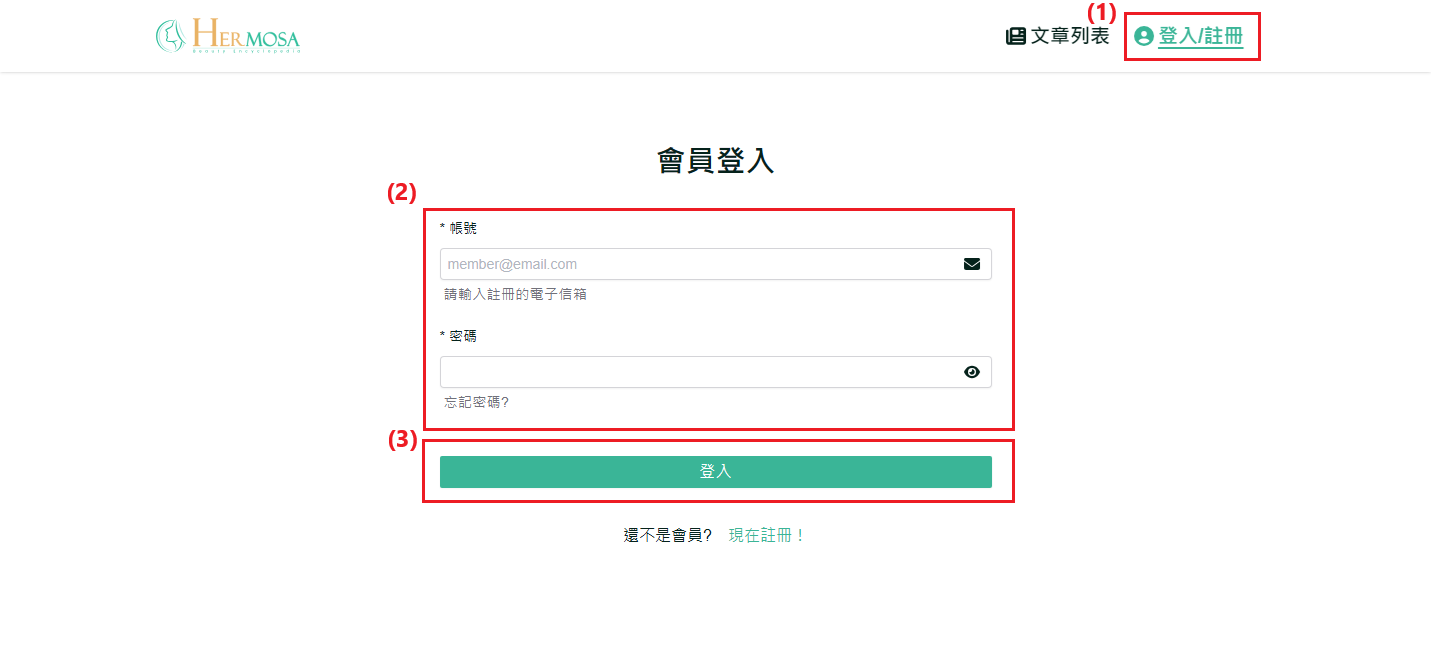 HERMOSA
Beauty Encyclopedia
文章列表
(1)
登入/註冊
會員登入
(2)
* 帳號
member@email.com
請輸入註冊的電子信箱
* 密碼
忘記密碼?
(3)
登入
還不是會員? 現在註冊！